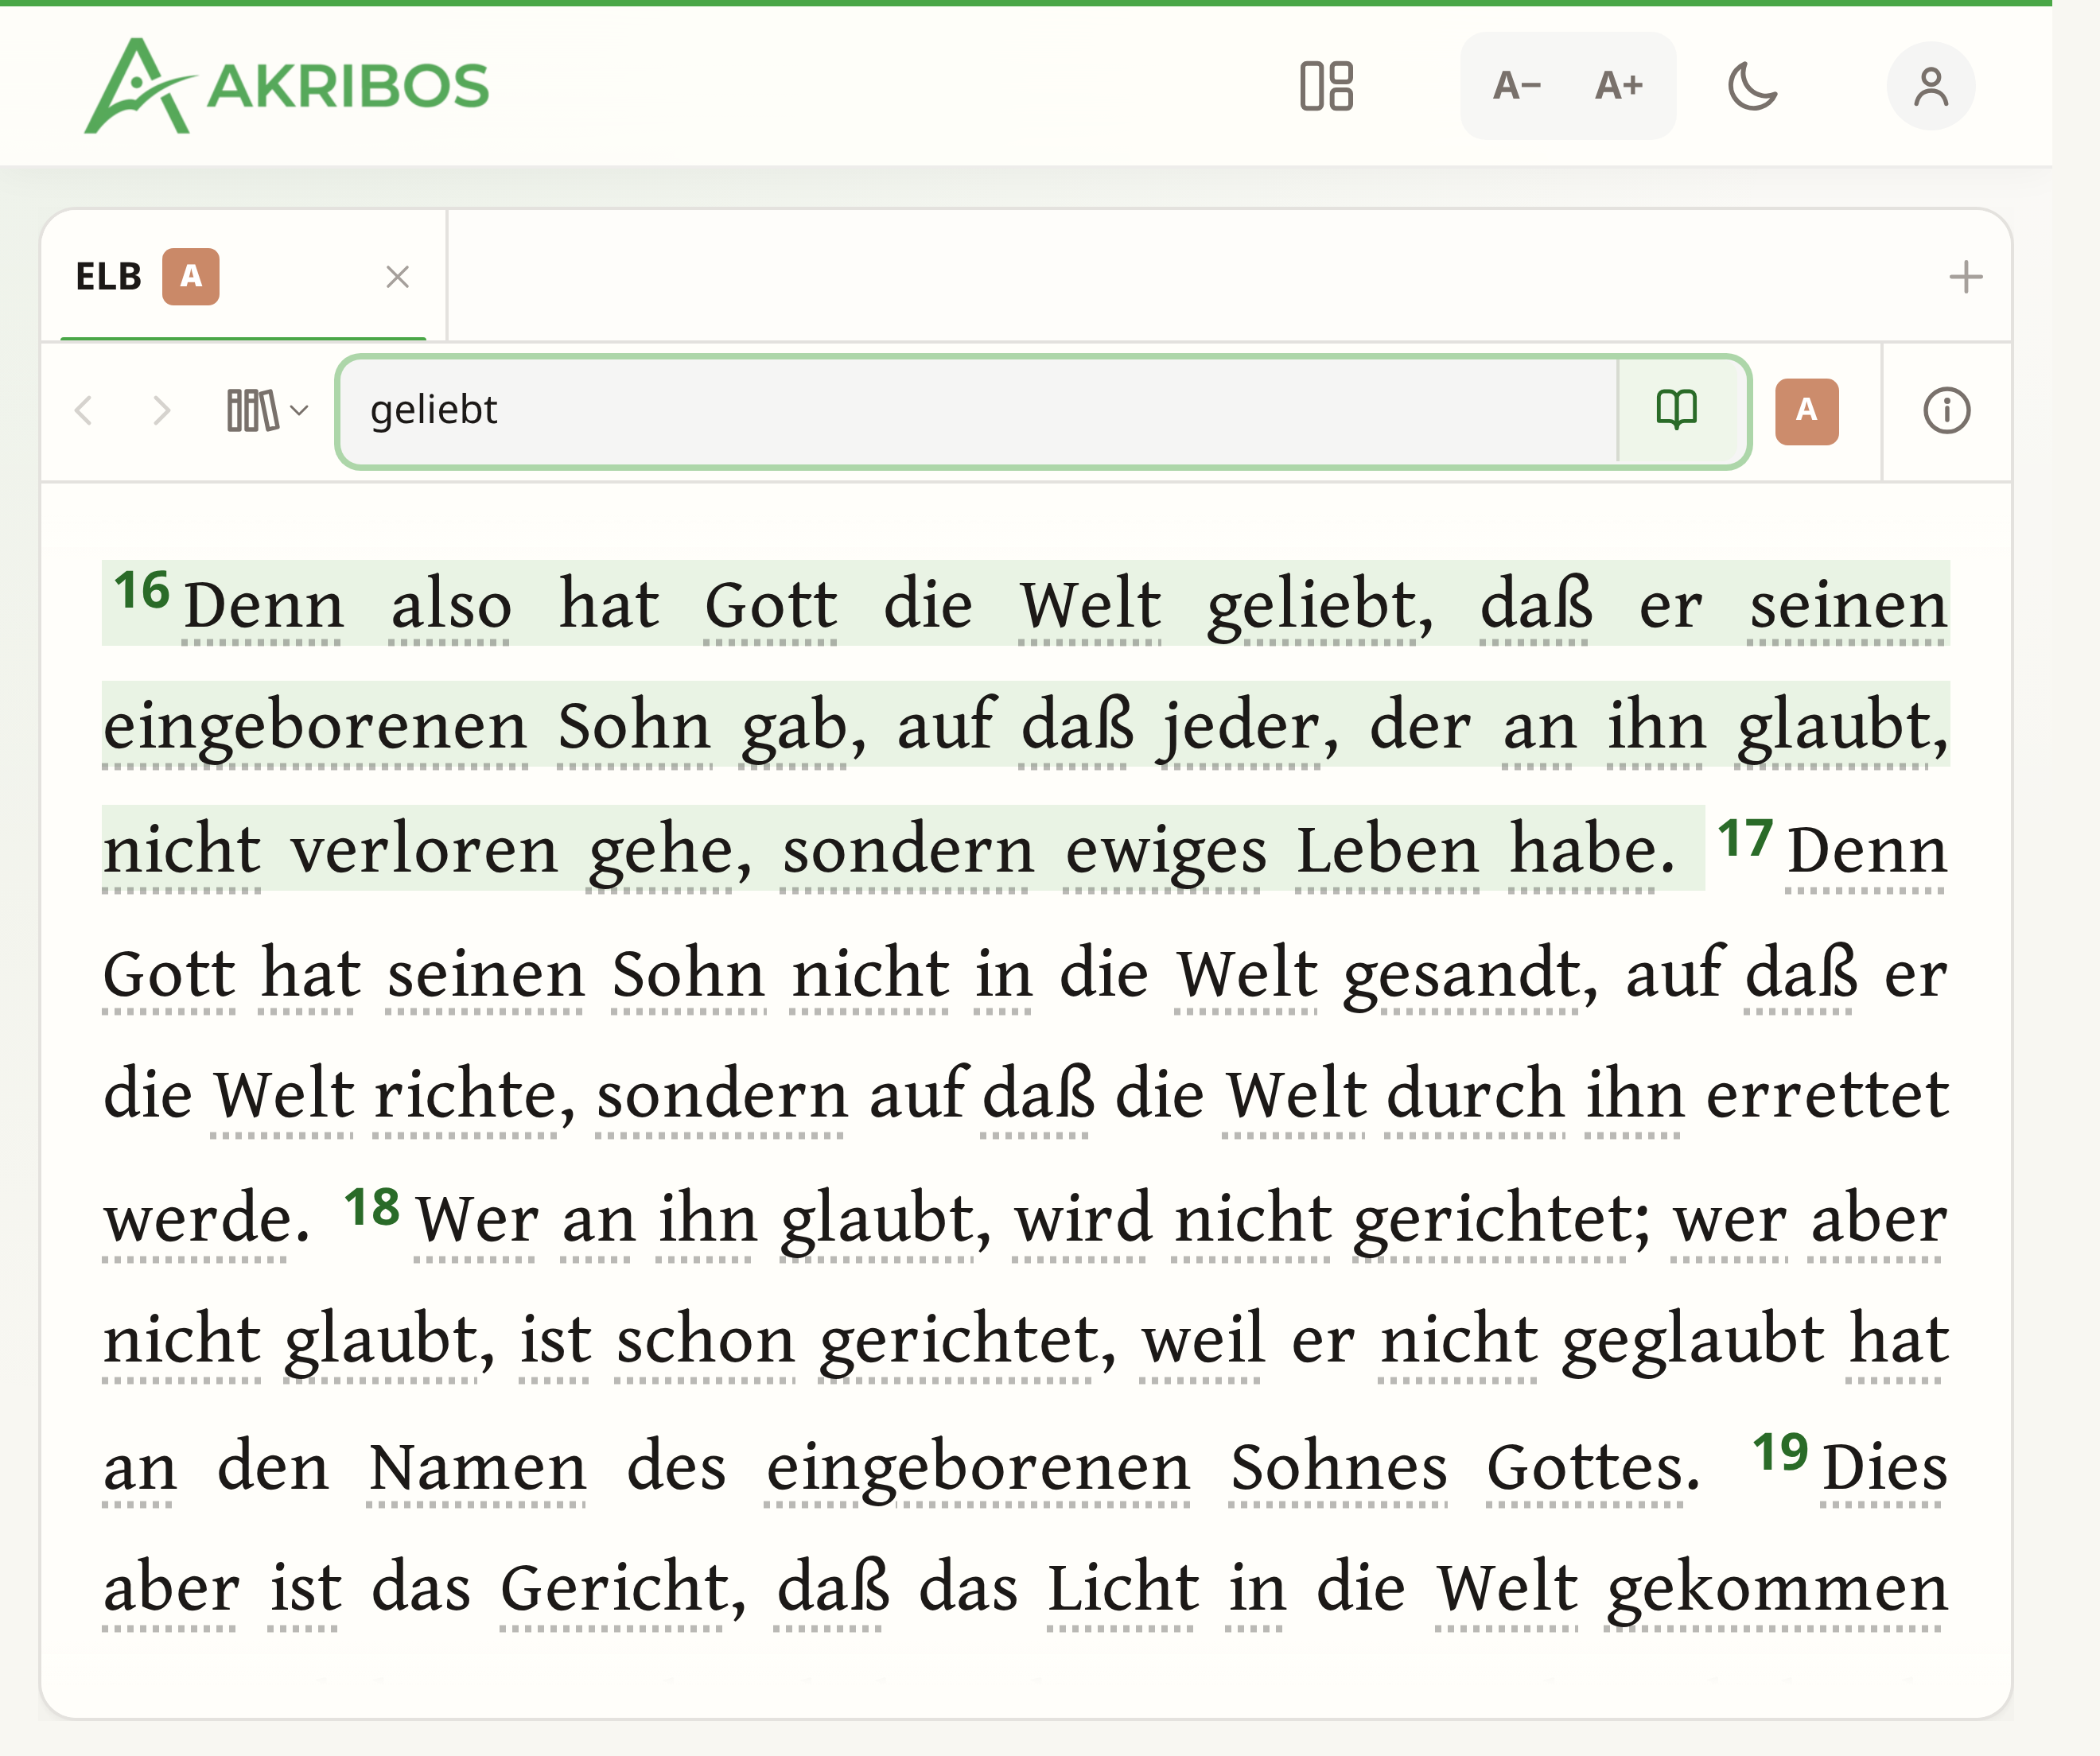 AKRIBOS A− A+
ELB A
geliebt A
16 Denn also hat Gott die Welt geliebt, daß er seinen
eingeborenen Sohn gab, auf daß jeder, der an ihn glaubt,
nicht verloren gehe, sondern ewiges Leben habe. 17 Denn
Gott hat seinen Sohn nicht in die Welt gesandt, auf daß er
die Welt richte, sondern auf daß die Welt durch ihn errettet
werde. 18 Wer an ihn glaubt, wird nicht gerichtet; wer aber
nicht glaubt, ist schon gerichtet, weil er nicht geglaubt hat
an den Namen des eingeborenen Sohnes Gottes. 19 Dies
aber ist das Gericht, daß das Licht in die Welt gekommen